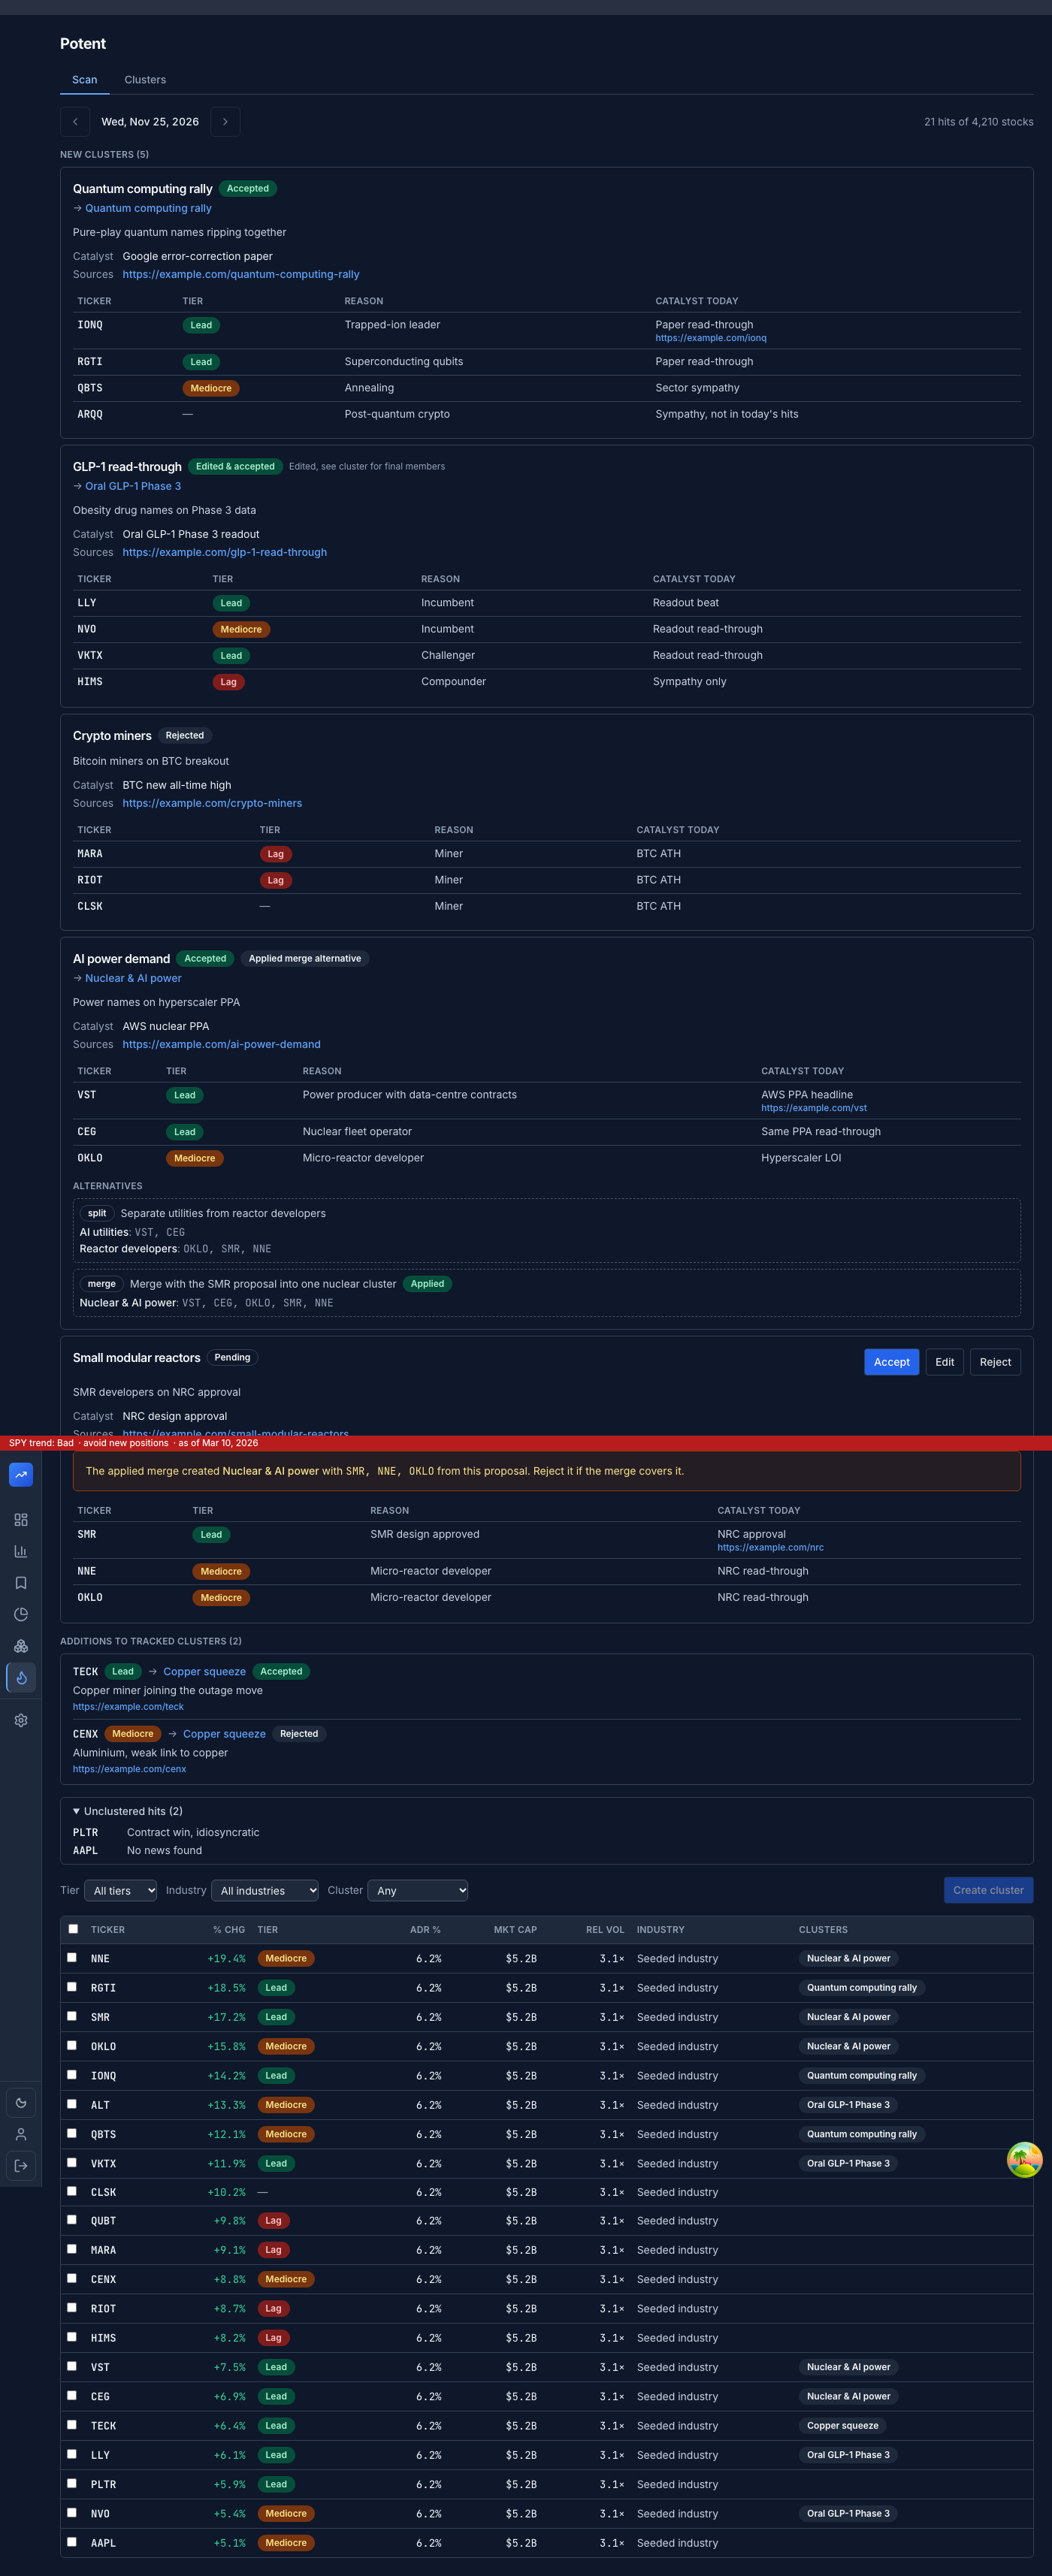 Potent
Scan Clusters
Wed, Nov 25, 2026 21 hits of 4,210 stocks
NEW CLUSTERS (5)
Quantum computing rally Accepted
→ Quantum computing rally
Pure-play quantum names ripping together
Catalyst Google error-correction paper
Sources https://example.com/quantum-computing-rally
TICKER TIER REASON CATALYST TODAY
IONQ Lead Trapped-ion leader Paper read-through
https://example.com/ionq
RGTI Lead Superconducting qubits Paper read-through
QBTS Mediocre Annealing Sector sympathy
ARQQ — Post-quantum crypto Sympathy, not in today's hits
GLP-1 read-through Edited & accepted Edited, see cluster for final members
→ Oral GLP-1 Phase 3
Obesity drug names on Phase 3 data
Catalyst Oral GLP-1 Phase 3 readout
Sources https://example.com/glp-1-read-through
TICKER TIER REASON CATALYST TODAY
LLY Lead Incumbent Readout beat
NVO Mediocre Incumbent Readout read-through
VKTX Lead Challenger Readout read-through
HIMS Lag Compounder Sympathy only
Crypto miners Rejected
Bitcoin miners on BTC breakout
Catalyst BTC new all-time high
Sources https://example.com/crypto-miners
TICKER TIER REASON CATALYST TODAY
MARA Lag Miner BTC ATH
RIOT Lag Miner BTC ATH
CLSK — Miner BTC ATH
AI power demand Accepted Applied merge alternative
→ Nuclear & AI power
Power names on hyperscaler PPA
Catalyst AWS nuclear PPA
Sources https://example.com/ai-power-demand
TICKER TIER REASON CATALYST TODAY
VST Lead Power producer with data-centre contracts AWS PPA headline
https://example.com/vst
CEG Lead Nuclear fleet operator Same PPA read-through
OKLO Mediocre Micro-reactor developer Hyperscaler LOI
ALTERNATIVES
split Separate utilities from reactor developers
AI utilities: VST, CEG
Reactor developers: OKLO, SMR, NNE
merge Merge with the SMR proposal into one nuclear cluster Applied
Nuclear & AI power: VST, CEG, OKLO, SMR, NNE
Small modular reactors Pending Accept Edit Reject
SMR developers on NRC approval
Catalyst NRC design approval
Sources https://example.com/small-modular-reactors
SPY trend: Bad · avoid new positions · as of Mar 10, 2026
The applied merge created Nuclear & AI power with SMR, NNE, OKLO from this proposal. Reject it if the merge covers it.
TICKER TIER REASON CATALYST TODAY
SMR Lead SMR design approved NRC approval
https://example.com/nrc
NNE Mediocre Micro-reactor developer NRC read-through
OKLO Mediocre Micro-reactor developer NRC read-through
ADDITIONS TO TRACKED CLUSTERS (2)
TECK Lead → Copper squeeze Accepted
Copper miner joining the outage move
https://example.com/teck
CENX Mediocre → Copper squeeze Rejected
Aluminium, weak link to copper
https://example.com/cenx
▼ Unclustered hits (2)
PLTR Contract win, idiosyncratic
AAPL No news found
Tier All tiers Industry All industries Cluster Any Create cluster
TICKER % CHG TIER ADR % MKT CAP REL VOL INDUSTRY CLUSTERS
NNE +19.4% Mediocre 6.2% $5.2B 3.1× Seeded industry Nuclear & AI power
RGTI +18.5% Lead 6.2% $5.2B 3.1× Seeded industry Quantum computing rally
SMR +17.2% Lead 6.2% $5.2B 3.1× Seeded industry Nuclear & AI power
OKLO +15.8% Mediocre 6.2% $5.2B 3.1× Seeded industry Nuclear & AI power
IONQ +14.2% Lead 6.2% $5.2B 3.1× Seeded industry Quantum computing rally
ALT +13.3% Mediocre 6.2% $5.2B 3.1× Seeded industry Oral GLP-1 Phase 3
QBTS +12.1% Mediocre 6.2% $5.2B 3.1× Seeded industry Quantum computing rally
VKTX +11.9% Lead 6.2% $5.2B 3.1× Seeded industry Oral GLP-1 Phase 3
CLSK +10.2% — 6.2% $5.2B 3.1× Seeded industry
QUBT +9.8% Lag 6.2% $5.2B 3.1× Seeded industry
MARA +9.1% Lag 6.2% $5.2B 3.1× Seeded industry
CENX +8.8% Mediocre 6.2% $5.2B 3.1× Seeded industry
RIOT +8.7% Lag 6.2% $5.2B 3.1× Seeded industry
HIMS +8.2% Lag 6.2% $5.2B 3.1× Seeded industry
VST +7.5% Lead 6.2% $5.2B 3.1× Seeded industry Nuclear & AI power
CEG +6.9% Lead 6.2% $5.2B 3.1× Seeded industry Nuclear & AI power
TECK +6.4% Lead 6.2% $5.2B 3.1× Seeded industry Copper squeeze
LLY +6.1% Lead 6.2% $5.2B 3.1× Seeded industry Oral GLP-1 Phase 3
PLTR +5.9% Lead 6.2% $5.2B 3.1× Seeded industry
NVO +5.4% Mediocre 6.2% $5.2B 3.1× Seeded industry Oral GLP-1 Phase 3
AAPL +5.1% Mediocre 6.2% $5.2B 3.1× Seeded industry